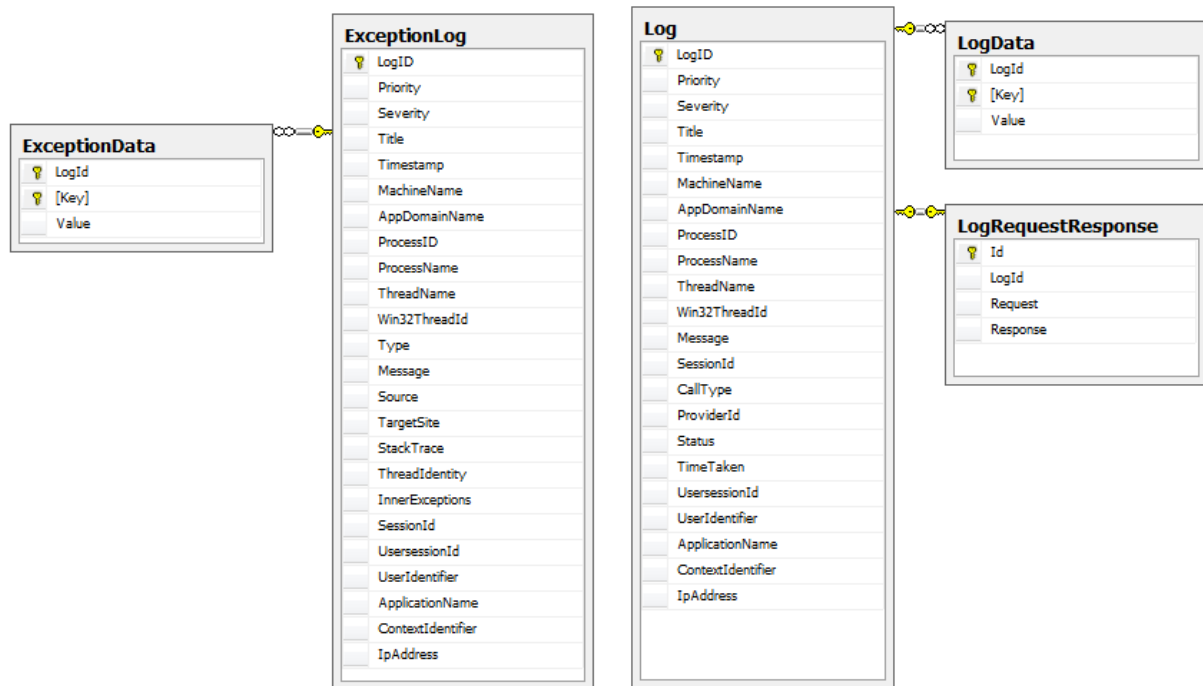 ExceptionData
LogId
[Key]
Value
ExceptionLog
LogID
Priority
Severity
Title
Timestamp
MachineName
AppDomainName
ProcessID
ProcessName
ThreadName
Win32ThreadId
Type
Message
Source
TargetSite
StackTrace
ThreadIdentity
InnerExceptions
SessionId
UsersessionId
UserIdentifier
ApplicationName
ContextIdentifier
IpAddress
Log
LogID
Priority
Severity
Title
Timestamp
MachineName
AppDomainName
ProcessID
ProcessName
ThreadName
Win32ThreadId
Message
SessionId
CallType
ProviderId
Status
TimeTaken
UsersessionId
UserIdentifier
ApplicationName
ContextIdentifier
IpAddress
LogData
LogId
[Key]
Value
LogRequestResponse
Id
LogId
Request
Response